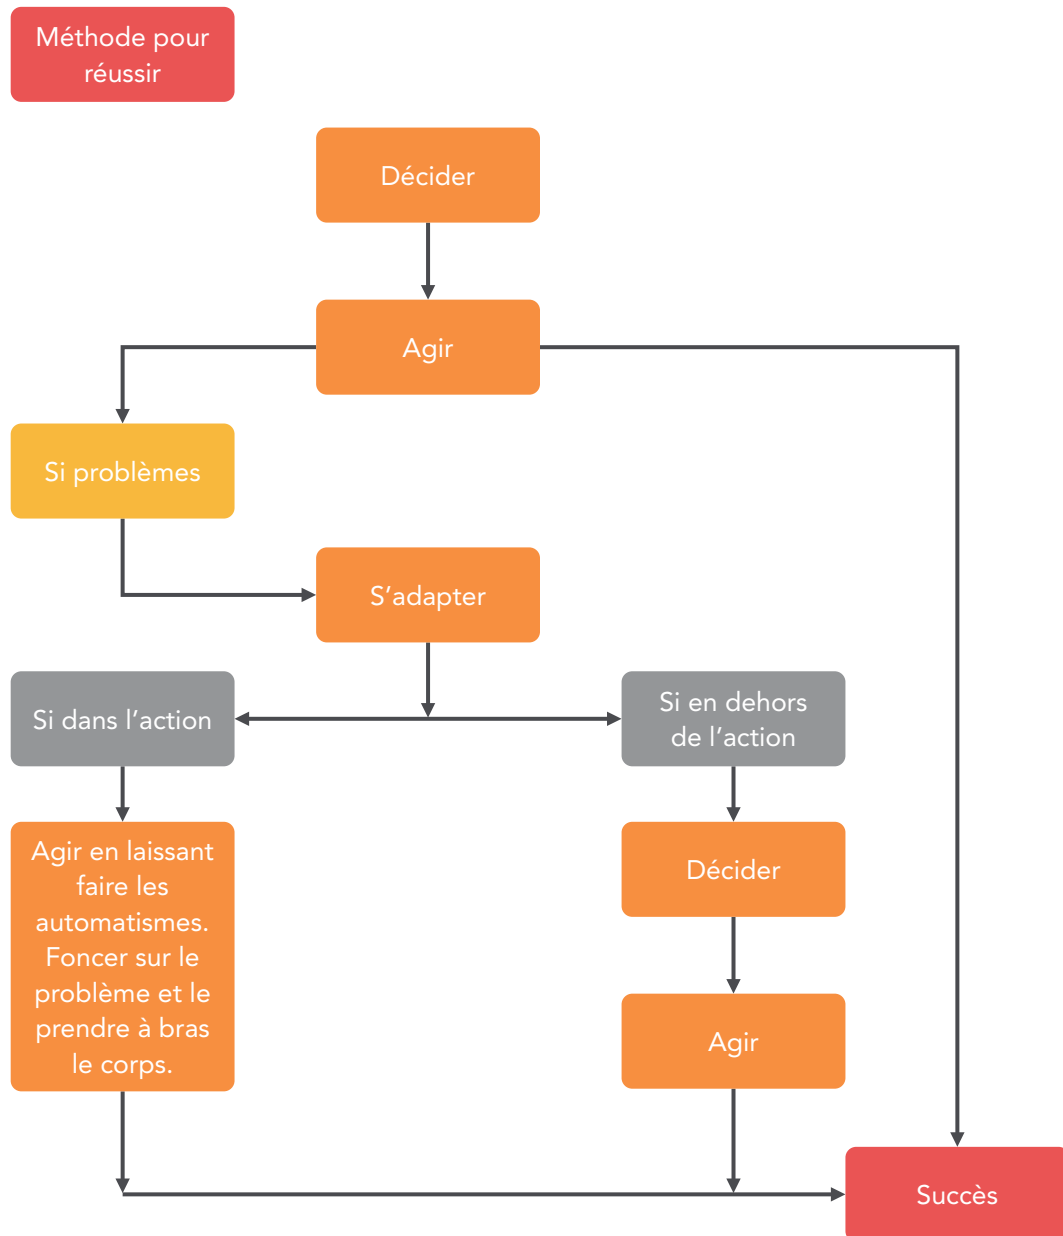 Méthode pour
réussir
Décider
Agir
Si problèmes
S’adapter
Si dans l’action
Si en dehors
de l’action
Agir en laissant
faire les
automatismes.
Foncer sur le
problème et le
prendre à bras
le corps.
Décider
Agir
Succès